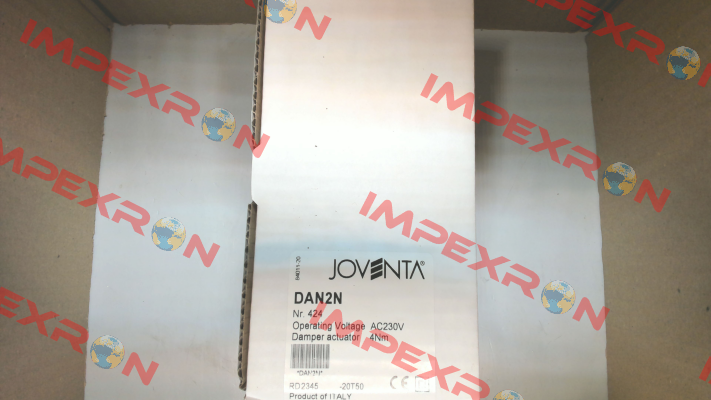 IMPEXRON
IMPEXRON
IMPEXRON
IMPEXRON
IMPEXRON
IMPEXRON
IMPEXRON
JOVENTA®
DAN2N
Nr. 424
Operating Voltage AC230V
Damper actuator 4Nm
*DAN2N*
RD2345 -20T50 CE
Product of ITALY